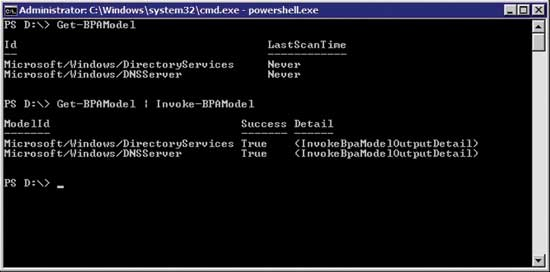 Administrator: C:\Windows\system32\cmd.exe - powershell.exe
PS D:\> Get-BPAModel
Id LastScanTime
-- ------------
Microsoft/Windows/DirectoryServices Never
Microsoft/Windows/DNSServer Never
PS D:\> Get-BPAModel | Invoke-BPAModel
ModelId Success Detail
------- ------- ------
Microsoft/Windows/DirectoryServices True {InvokeBpaModelOutputDetail}
Microsoft/Windows/DNSServer True {InvokeBpaModelOutputDetail}
PS D:\> _